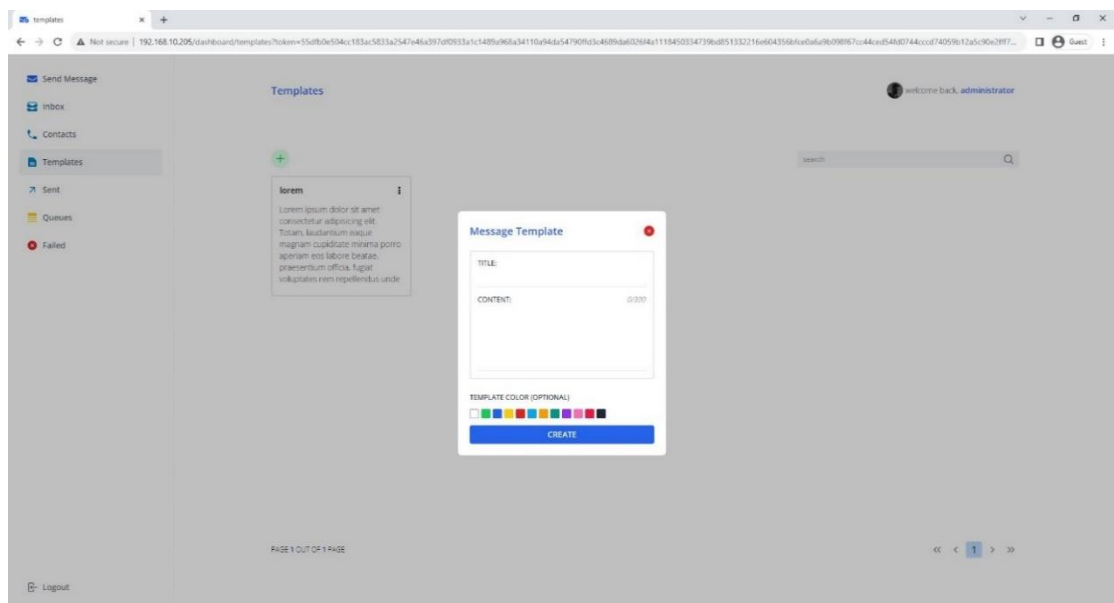 templates
Not secure | 192.168.10.205/dashboard/templates?token=
Send Message
Inbox
Contacts
Templates
Sent
Queues
Failed
Logout
Guest
Templates
welcome back, administrator
search
lorem
Lorem ipsum dolor sit amet
consectetur adipisicing elit.
Totam, laudantium eaque
magnam cupiditate minima porro
aperiam eos labore beatae,
praesentium officia, fugiat
voluptates rem repellendus unde
Message Template
TITLE:
CONTENT:
0/300
TEMPLATE COLOR (OPTIONAL)
CREATE
PAGE 1 OUT OF 1 PAGE
« < 1 > »